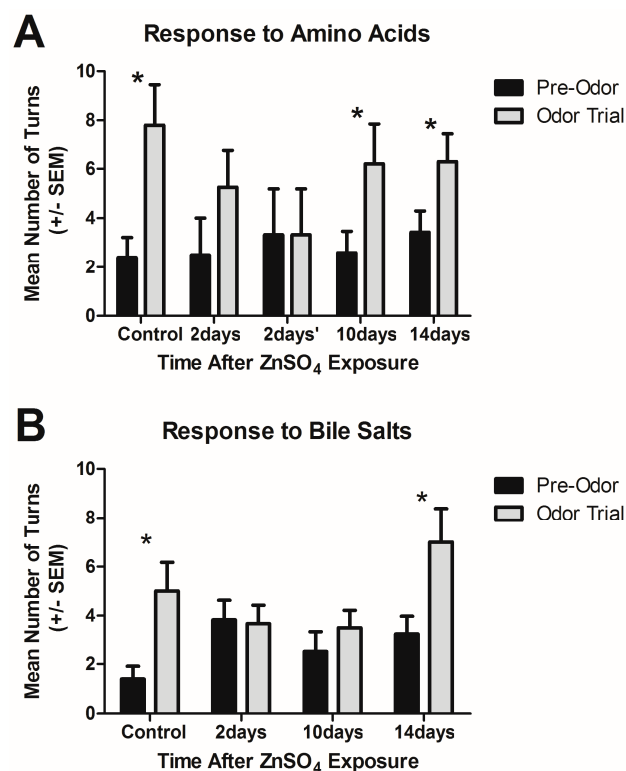 A
Response to Amino Acids
Mean Number of Turns
(+/- SEM)
10
8
6
4
2
0
*
*
*
Pre-Odor
Odor Trial
Control 2days 2days' 10days 14days
Time After ZnSO₄ Exposure
B
Response to Bile Salts
Mean Number of Turns
(+/- SEM)
10
8
6
4
2
0
*
*
Pre-Odor
Odor Trial
Control 2days 10days 14days
Time After ZnSO₄ Exposure